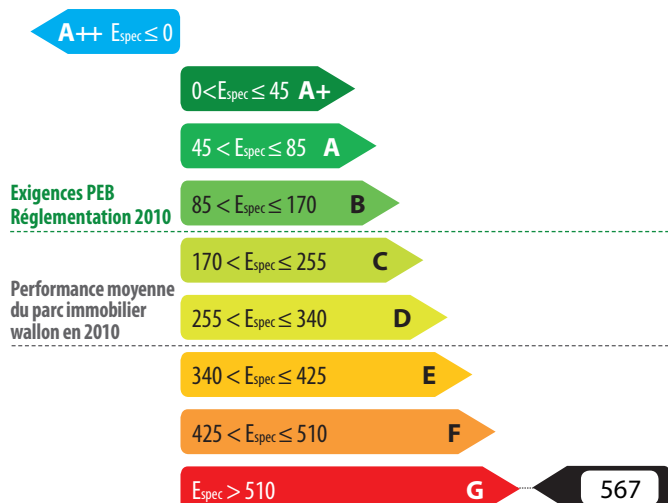 A++ Espec ≤ 0
0<Espec ≤ 45 A+
45 < Espec ≤ 85 A
Exigences PEB
Réglementation 2010
85 < Espec ≤ 170 B
170 < Espec ≤ 255 C
Performance moyenne
du parc immobilier
wallon en 2010
255 < Espec ≤ 340 D
340 < Espec ≤ 425 E
425 < Espec ≤ 510 F
Espec > 510 G 567